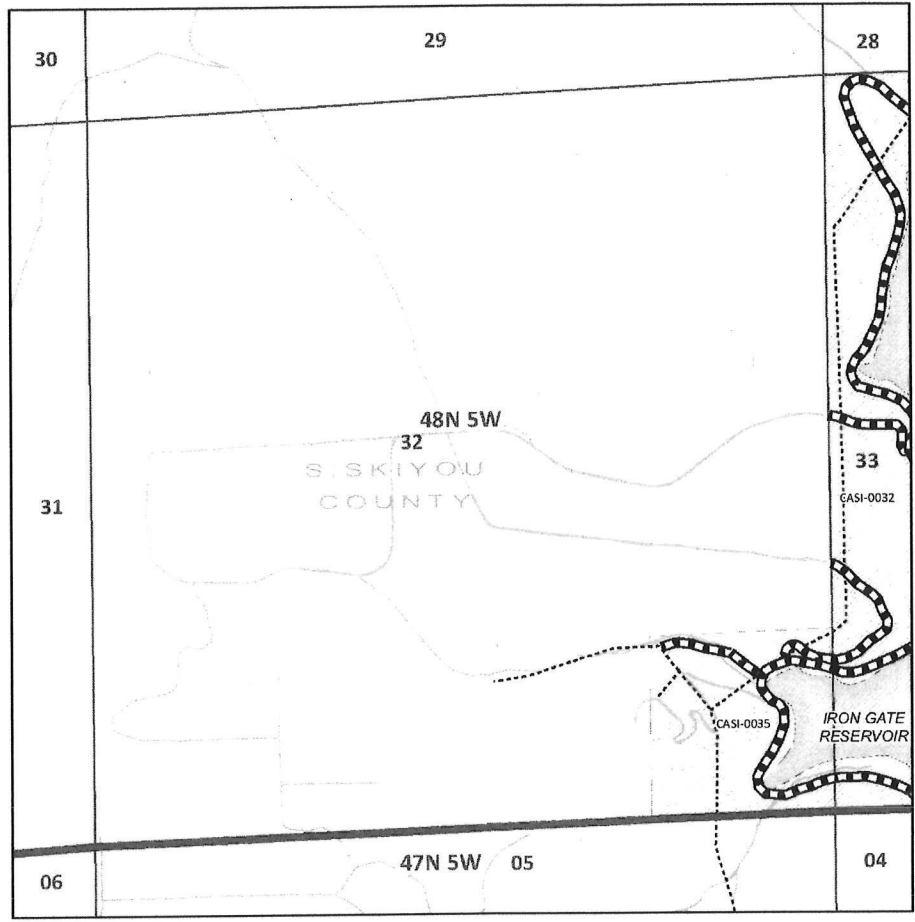 30
29
28
48N 5W
32
S.SKIYOU
COUNTY
33
31
CASI-0032
CASI-0035
IRON GATE
RESERVOIR
47N 5W
05
06
04